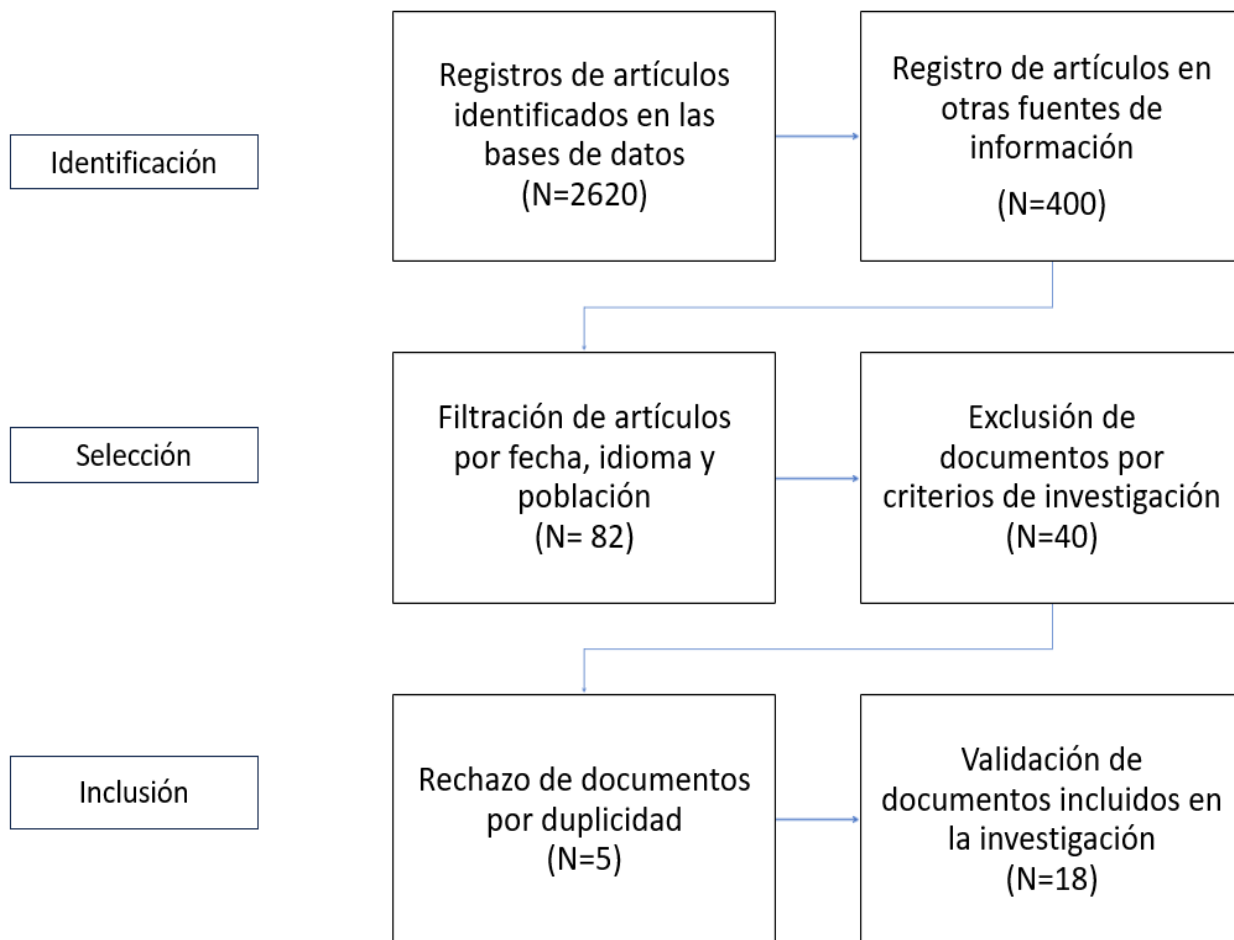 Identificación
Registros de artículos
identificados en las
bases de datos
(N=2620)
Registro de artículos en
otras fuentes de
información
(N=400)
Selección
Filtración de artículos
por fecha, idioma y
población
(N= 82)
Exclusión de
documentos por
criterios de investigación
(N=40)
Inclusión
Rechazo de documentos
por duplicidad
(N=5)
Validación de
documentos incluidos en
la investigación
(N=18)